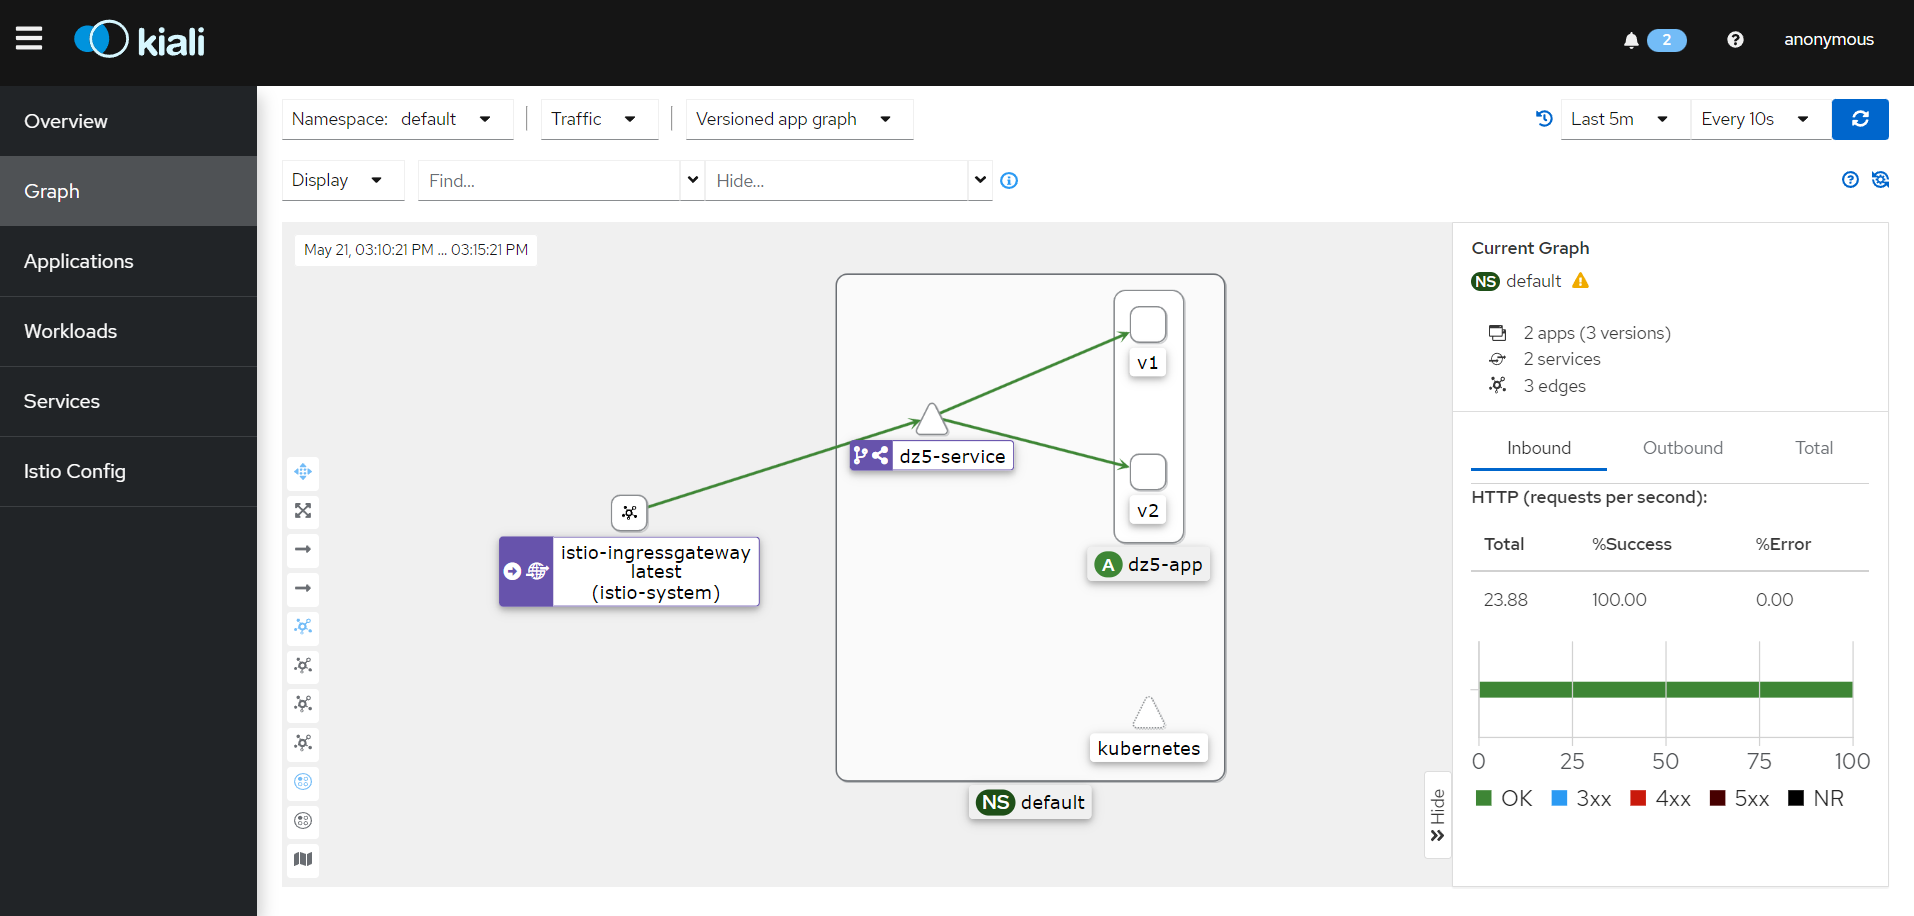 kiali
2
anonymous
Overview
Graph
Applications
Workloads
Services
Istio Config
Namespace: default
Traffic
Versioned app graph
Last 5m
Every 10s
Display
Find...
Hide...
May 21, 03:10:21 PM ... 03:15:21 PM
v1
dz5-service
v2
istio-ingressgateway
latest
(istio-system)
A dz5-app
kubernetes
NS default
Hide
Current Graph
NS default
2 apps (3 versions)
2 services
3 edges
Inbound
Outbound
Total
HTTP (requests per second):
Total %Success %Error
23.88 100.00 0.00
0 25 50 75 100
OK 3xx 4xx 5xx NR